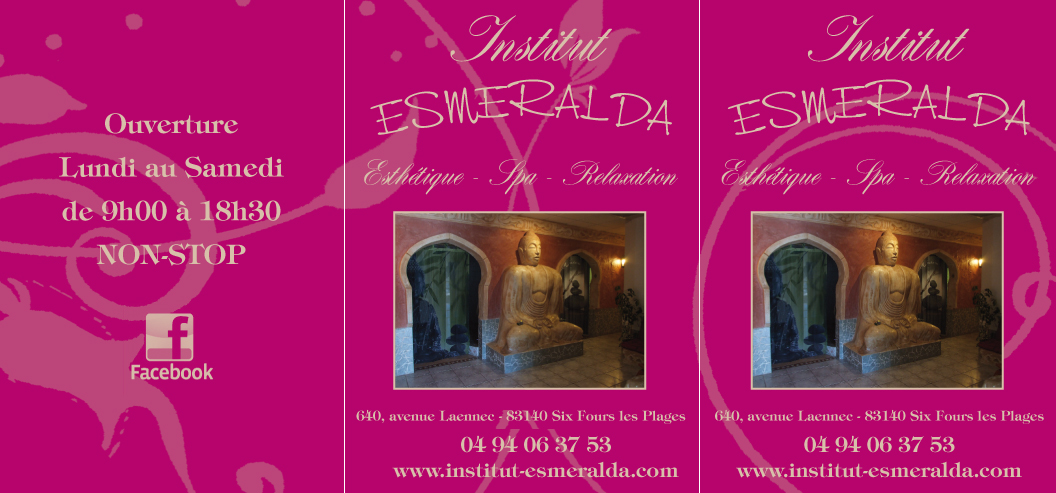 Ouverture
Lundi au Samedi
de 9h00 à 18h30
NON-STOP
Facebook
Institut
ESMERALDA
Esthétique - Spa - Relaxation
640, avenue Laennec - 83140 Six Fours les Plages
04 94 06 37 53
www.institut-esmeralda.com
Institut
ESMERALDA
Esthétique - Spa - Relaxation
640, avenue Laennec - 83140 Six Fours les Plages
04 94 06 37 53
www.institut-esmeralda.com